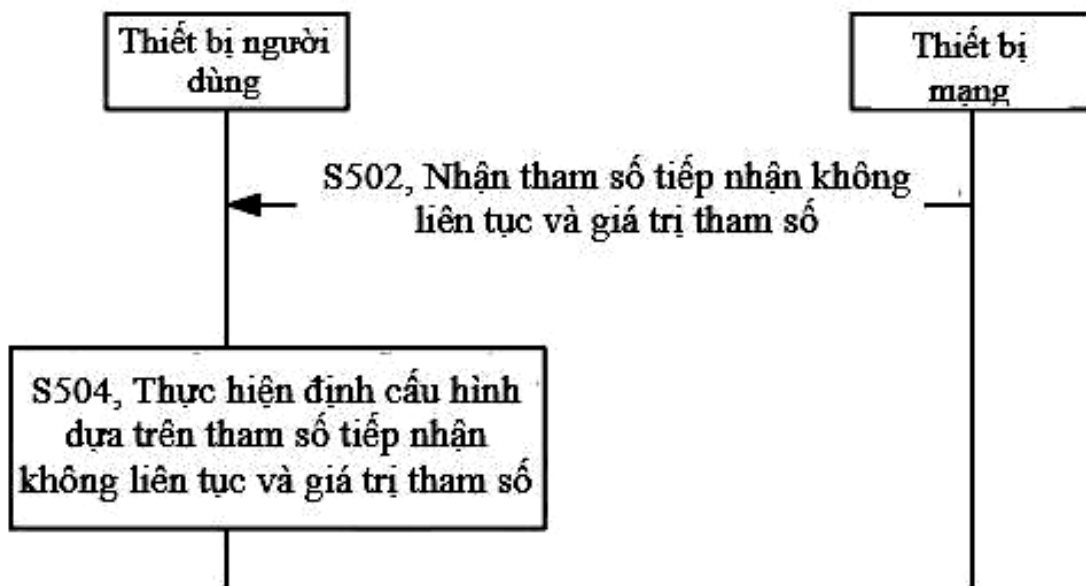 Thiết bị người
dùng
Thiết bị
mạng
S502, Nhận tham số tiếp nhận không
liên tục và giá trị tham số
S504, Thực hiện định cấu hình
dựa trên tham số tiếp nhận
không liên tục và giá trị tham số